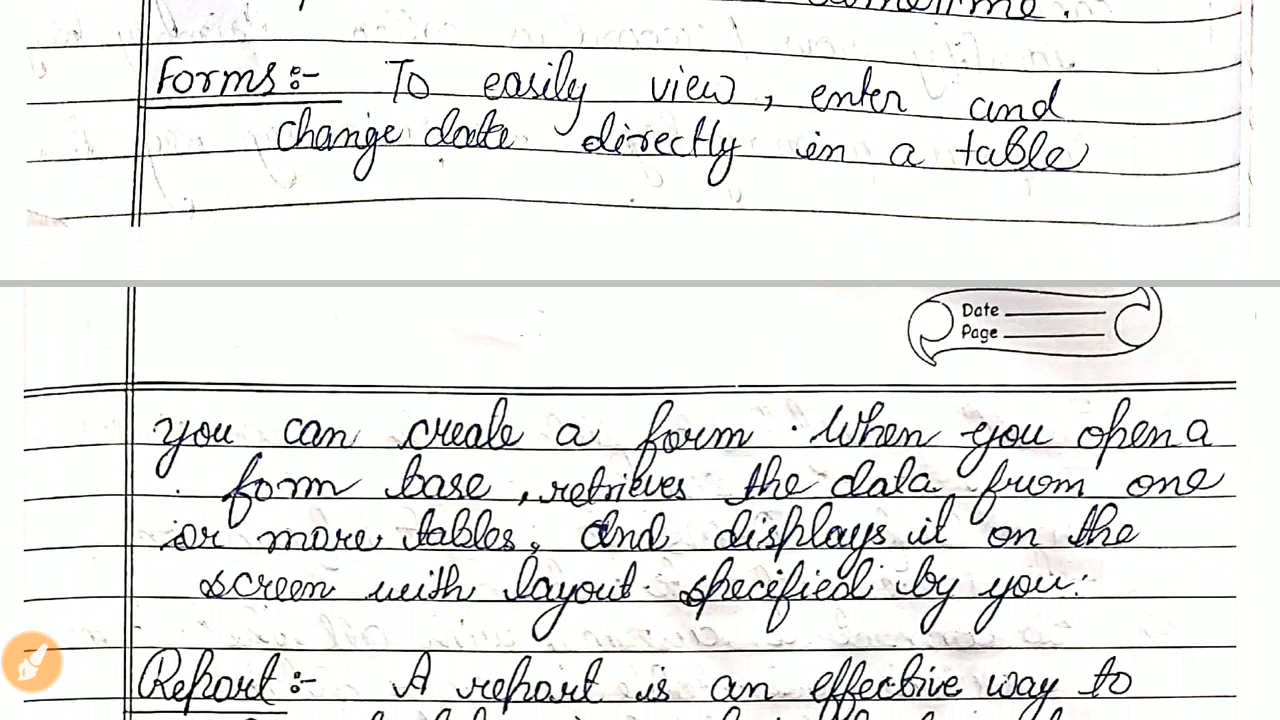 Forms :- To easily view, enter and
change date directly in a table
Date
Page
you can create a form. When you open a
form base, retrieves the data from one
or more tables, and displays it on the
screen with layout specified by you.
Report :- A report is an effective way to